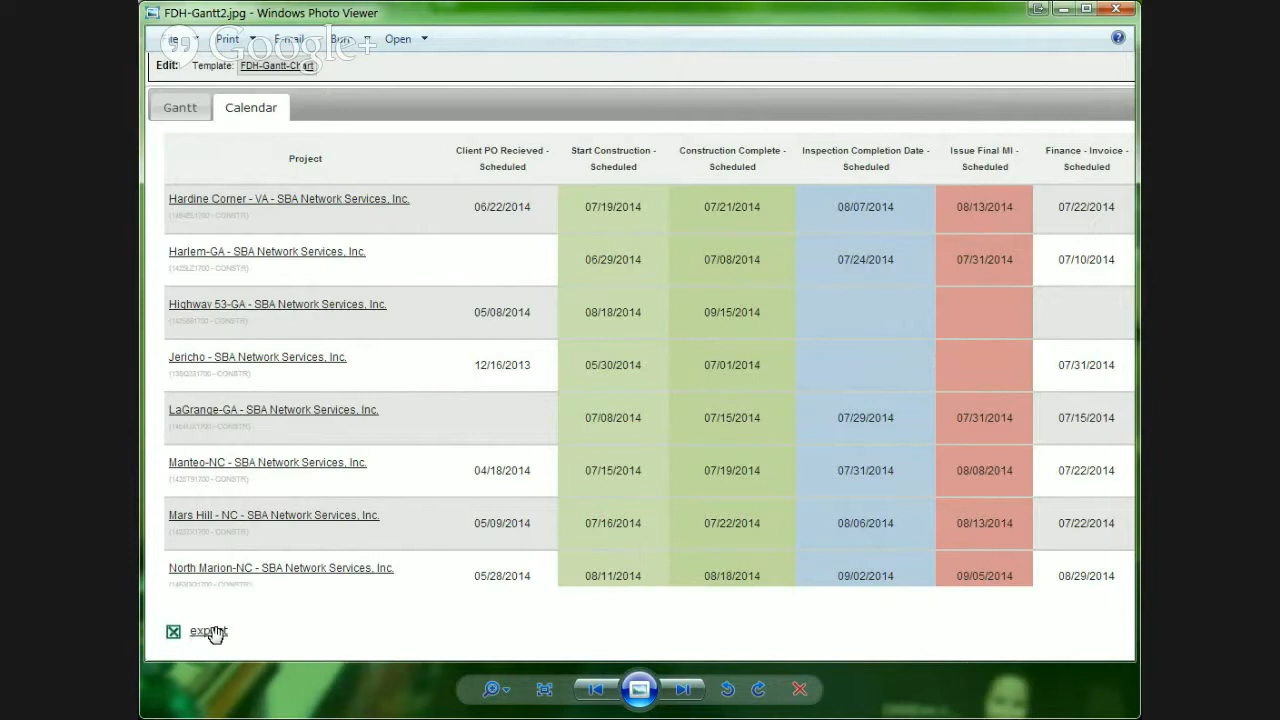 FDH-Gantt2.jpg - Windows Photo Viewer
Print E-mail Burn Open
Google+
Edit: Template: FDH-Gantt-Chart
Gantt Calendar
Project Client PO Recieved - Scheduled Start Construction - Scheduled Construction Complete - Scheduled Inspection Completion Date - Scheduled Issue Final MI - Scheduled Finance - Invoice - Scheduled
Hardine Corner - VA - SBA Network Services, Inc. 06/22/2014 07/19/2014 07/21/2014 08/07/2014 08/13/2014 07/22/2014
Harlem-GA - SBA Network Services, Inc. 06/29/2014 07/08/2014 07/24/2014 07/31/2014 07/10/2014
Highway 53-GA - SBA Network Services, Inc. 05/08/2014 08/18/2014 09/15/2014
Jericho - SBA Network Services, Inc. 12/16/2013 05/30/2014 07/01/2014 07/31/2014
LaGrange-GA - SBA Network Services, Inc. 07/08/2014 07/15/2014 07/29/2014 07/31/2014 07/15/2014
Manteo-NC - SBA Network Services, Inc. 04/18/2014 07/15/2014 07/19/2014 07/31/2014 08/08/2014 07/22/2014
Mars Hill - NC - SBA Network Services, Inc. 05/09/2014 07/16/2014 07/22/2014 08/06/2014 08/13/2014 07/22/2014
North Marion-NC - SBA Network Services, Inc. 05/28/2014 08/11/2014 08/18/2014 09/02/2014 09/05/2014 08/29/2014
export